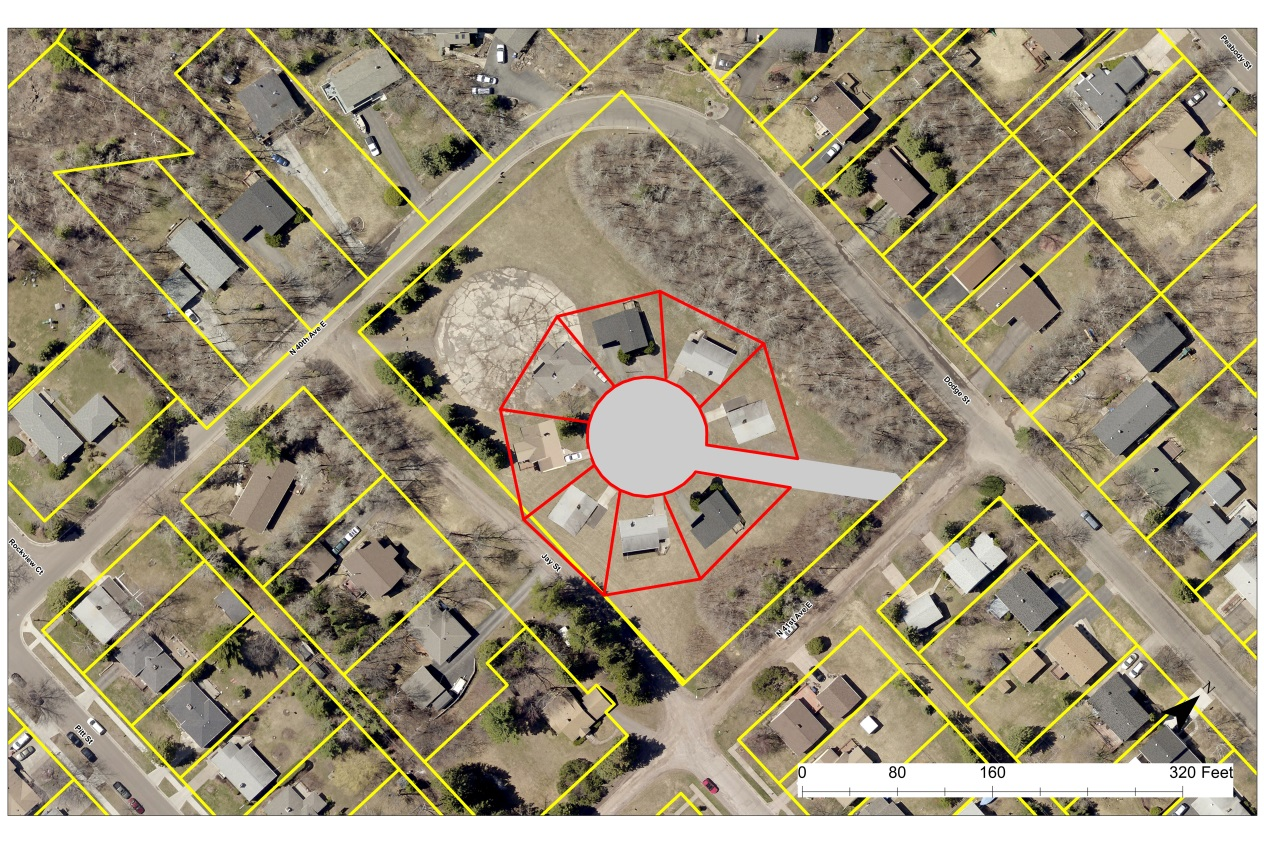 Peabody St
N 40th Ave E
Dodge St
Rockview Ct
Jay St
N 41st Ave E
Pitt St
N
0 80 160 320 Feet